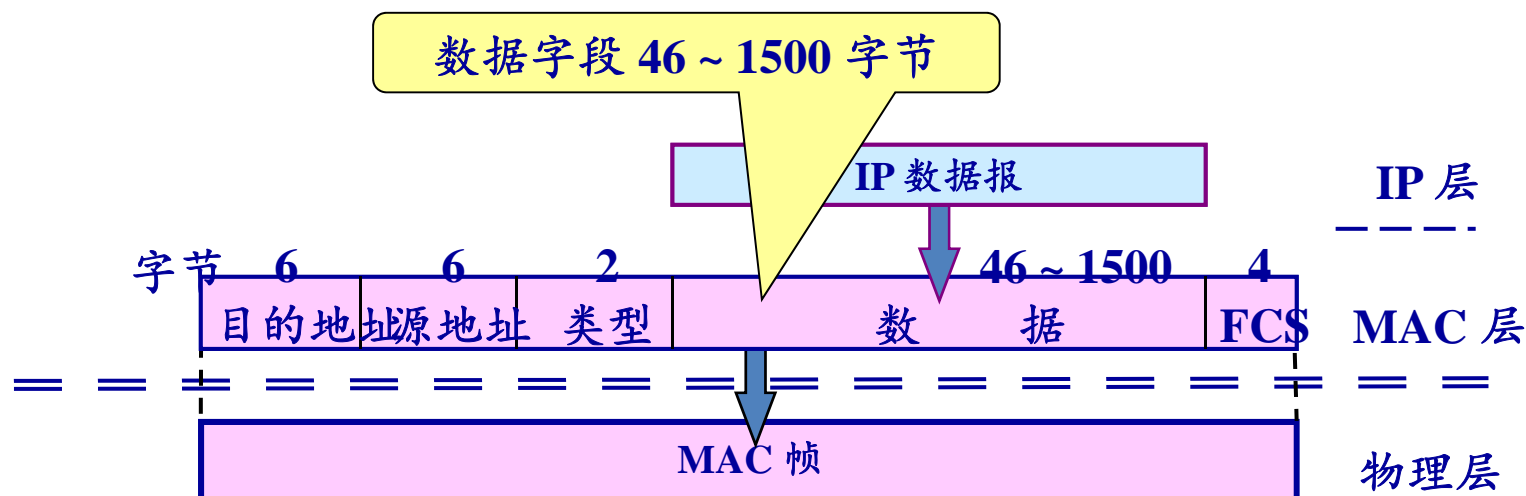 数据字段 46 ~ 1500 字节
IP 数据报
IP 层
字节 6 6 2 46 ~ 1500 4
目的地址 源地址 类型 数 据 FCS MAC 层
MAC 帧
物理层